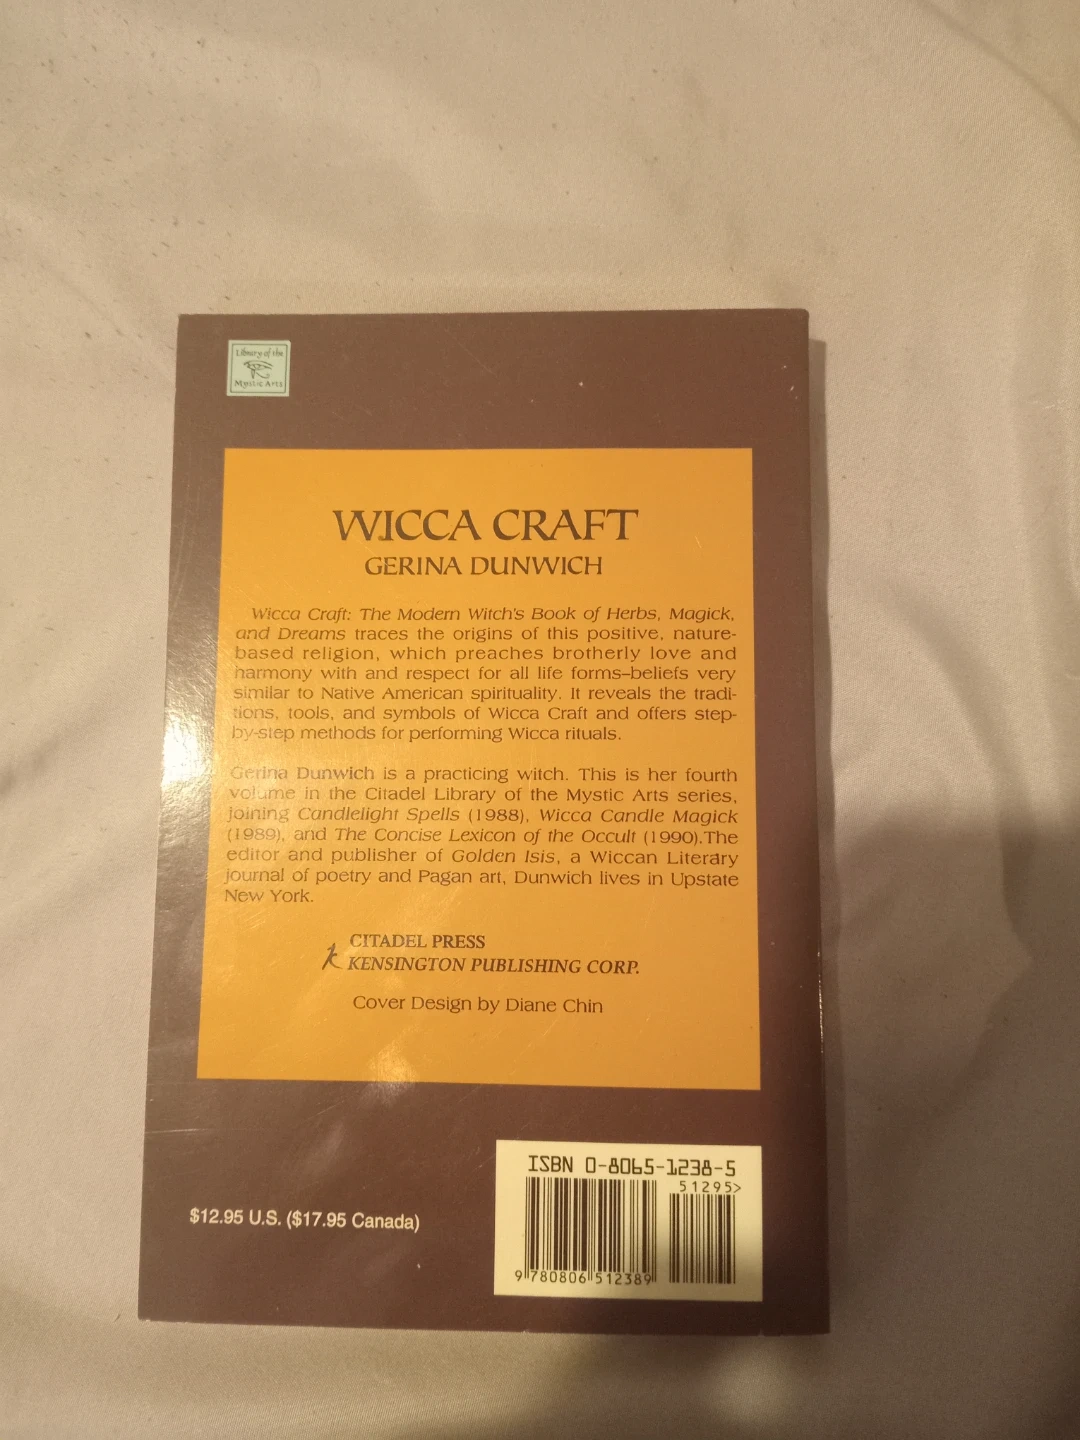 Library of the
Mystic Arts
WICCA CRAFT
GERINA DUNWICH
Wicca Craft: The Modern Witch's Book of Herbs, Magick,
and Dreams traces the origins of this positive, nature-
based religion, which preaches brotherly love and
harmony with and respect for all life forms–beliefs very
similar to Native American spirituality. It reveals the tradi-
tions, tools, and symbols of Wicca Craft and offers step-
by-step methods for performing Wicca rituals.
Gerina Dunwich is a practicing witch. This is her fourth
volume in the Citadel Library of the Mystic Arts series,
joining Candlelight Spells (1988), Wicca Candle Magick
(1989), and The Concise Lexicon of the Occult (1990).The
editor and publisher of Golden Isis, a Wiccan Literary
journal of poetry and Pagan art, Dunwich lives in Upstate
New York.
CITADEL PRESS
K KENSINGTON PUBLISHING CORP.
Cover Design by Diane Chin
ISBN 0-8065-1238-5
51295>
9 780806 512389
$12.95 U.S. ($17.95 Canada)